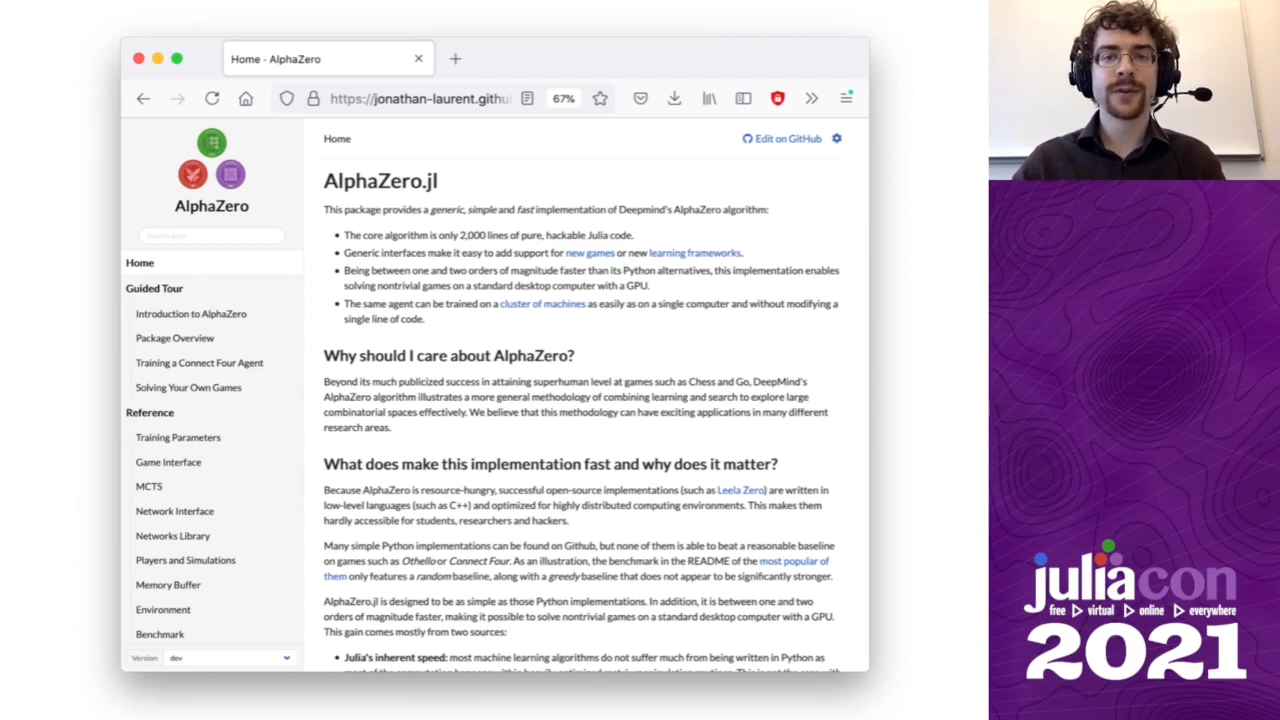 Home - AlphaZero
https://jonathan-laurent.githu
67%
AlphaZero
Search docs
Home
Guided Tour
Introduction to AlphaZero
Package Overview
Training a Connect Four Agent
Solving Your Own Games
Reference
Training Parameters
Game Interface
MCTS
Network Interface
Networks Library
Players and Simulations
Memory Buffer
Environment
Benchmark
Version dev
Home
Edit on GitHub
AlphaZero.jl
This package provides a generic, simple and fast implementation of Deepmind's AlphaZero algorithm:
• The core algorithm is only 2,000 lines of pure, hackable Julia code.
• Generic interfaces make it easy to add support for new games or new learning frameworks.
• Being between one and two orders of magnitude faster than its Python alternatives, this implementation enables
solving nontrivial games on a standard desktop computer with a GPU.
• The same agent can be trained on a cluster of machines as easily as on a single computer and without modifying a
single line of code.
Why should I care about AlphaZero?
Beyond its much publicized success in attaining superhuman level at games such as Chess and Go, DeepMind's
AlphaZero algorithm illustrates a more general methodology of combining learning and search to explore large
combinatorial spaces effectively. We believe that this methodology can have exciting applications in many different
research areas.
What does make this implementation fast and why does it matter?
Because AlphaZero is resource-hungry, successful open-source implementations (such as Leela Zero) are written in
low-level languages (such as C++) and optimized for highly distributed computing environments. This makes them
hardly accessible for students, researchers and hackers.
Many simple Python implementations can be found on Github, but none of them is able to beat a reasonable baseline
on games such as Othello or Connect Four. As an illustration, the benchmark in the README of the most popular of
them only features a random baseline, along with a greedy baseline that does not appear to be significantly stronger.
AlphaZero.jl is designed to be as simple as those Python implementations. In addition, it is between one and two
orders of magnitude faster, making it possible to solve nontrivial games on a standard desktop computer with a GPU.
This gain comes mostly from two sources:
• Julia's inherent speed: most machine learning algorithms do not suffer much from being written in Python as
juliacon
free ▷ virtual ▷ online ▷ everywhere
2021